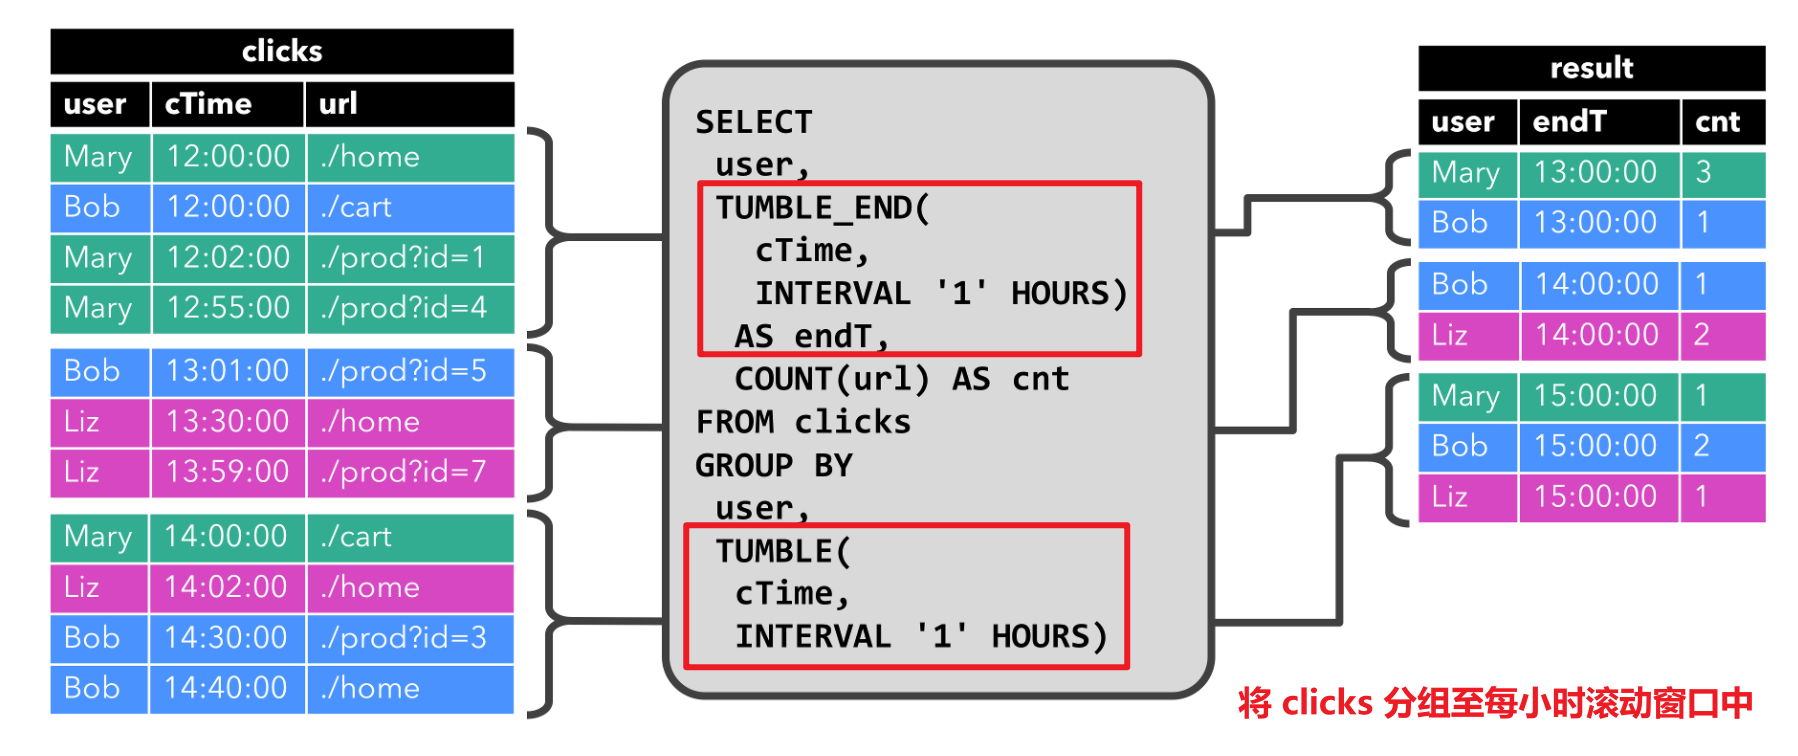 clicks
user cTime url
Mary 12:00:00 ./home
Bob 12:00:00 ./cart
Mary 12:02:00 ./prod?id=1
Mary 12:55:00 ./prod?id=4
Bob 13:01:00 ./prod?id=5
Liz 13:30:00 ./home
Liz 13:59:00 ./prod?id=7
Mary 14:00:00 ./cart
Liz 14:02:00 ./home
Bob 14:30:00 ./prod?id=3
Bob 14:40:00 ./home
SELECT
user,
TUMBLE_END(
cTime,
INTERVAL '1' HOURS)
AS endT,
COUNT(url) AS cnt
FROM clicks
GROUP BY
user,
TUMBLE(
cTime,
INTERVAL '1' HOURS)
result
user endT cnt
Mary 13:00:00 3
Bob 13:00:00 1
Bob 14:00:00 1
Liz 14:00:00 2
Mary 15:00:00 1
Bob 15:00:00 2
Liz 15:00:00 1
将 clicks 分组至每小时滚动窗口中